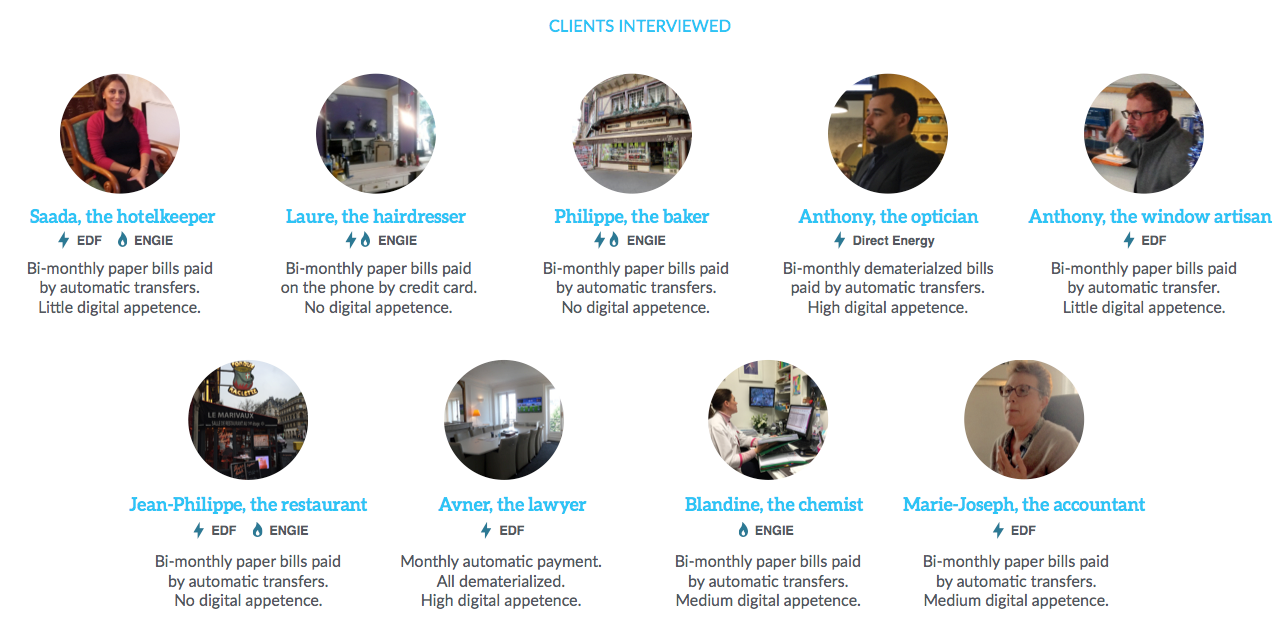 CLIENTS INTERVIEWED
Saada, the hotelkeeper
EDF ENGIE
Bi-monthly paper bills paid
by automatic transfers.
Little digital appetence.
Laure, the hairdresser
ENGIE
Bi-monthly paper bills paid
on the phone by credit card.
No digital appetence.
Philippe, the baker
ENGIE
Bi-monthly paper bills paid
by automatic transfers.
No digital appetence.
Anthony, the optician
Direct Energy
Bi-monthly dematerialzed bills
paid by automatic transfers.
High digital appetence.
Anthony, the window artisan
EDF
Bi-monthly paper bills paid
by automatic transfer.
Little digital appetence.
LE MARIVAUX
Jean-Philippe, the restaurant
EDF ENGIE
Bi-monthly paper bills paid
by automatic transfers.
No digital appetence.
Avner, the lawyer
EDF
Monthly automatic payment.
All dematerialized.
High digital appetence.
Blandine, the chemist
ENGIE
Bi-monthly paper bills paid
by automatic transfers.
Medium digital appetence.
Marie-Joseph, the accountant
EDF
Bi-monthly paper bills paid
by automatic transfers.
Medium digital appetence.